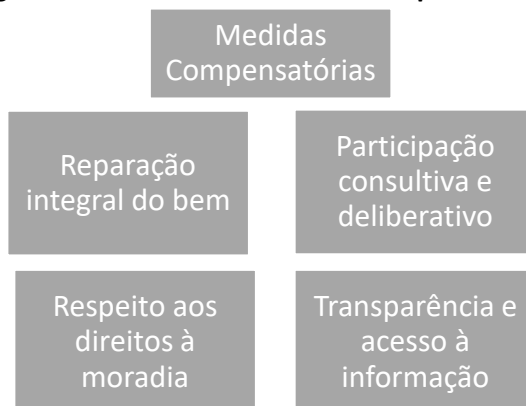 Medidas
Compensatórias
Reparação
integral do bem
Participação
consultiva e
deliberativo
Respeito aos
direitos à
moradia
Transparência e
acesso à
informação